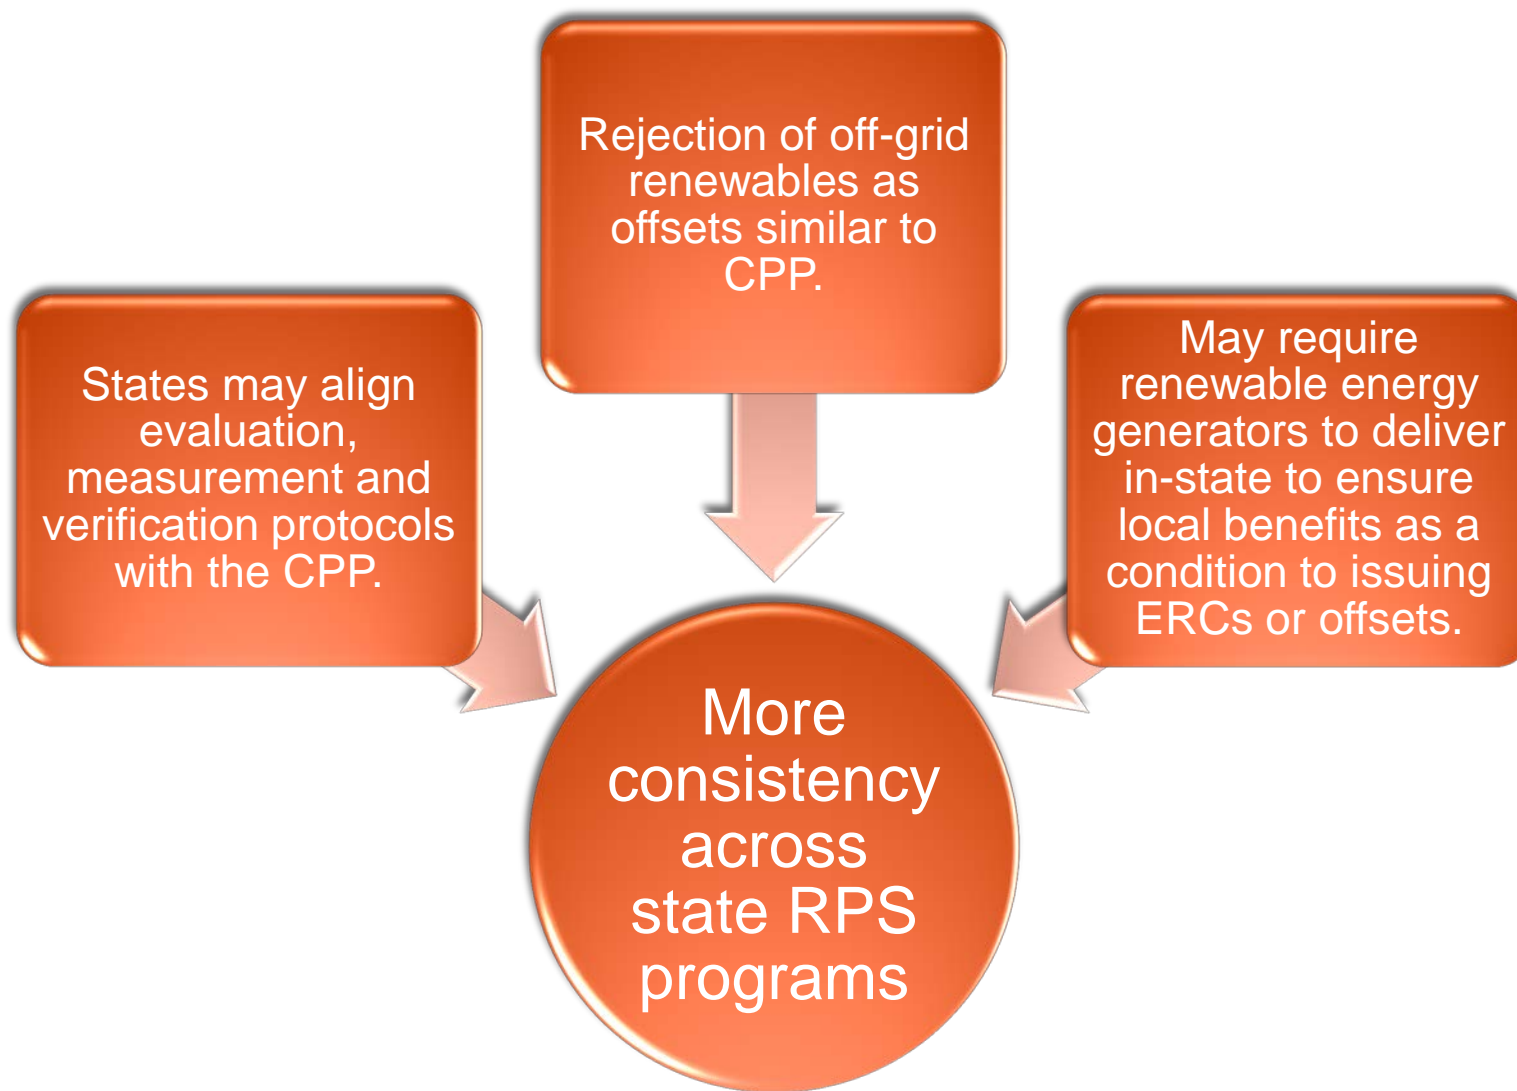 Rejection of off-grid
renewables as
offsets similar to
CPP.
States may align
evaluation,
measurement and
verification protocols
with the CPP.
May require
renewable energy
generators to deliver
in-state to ensure
local benefits as a
condition to issuing
ERCs or offsets.
More
consistency
across
state RPS
programs